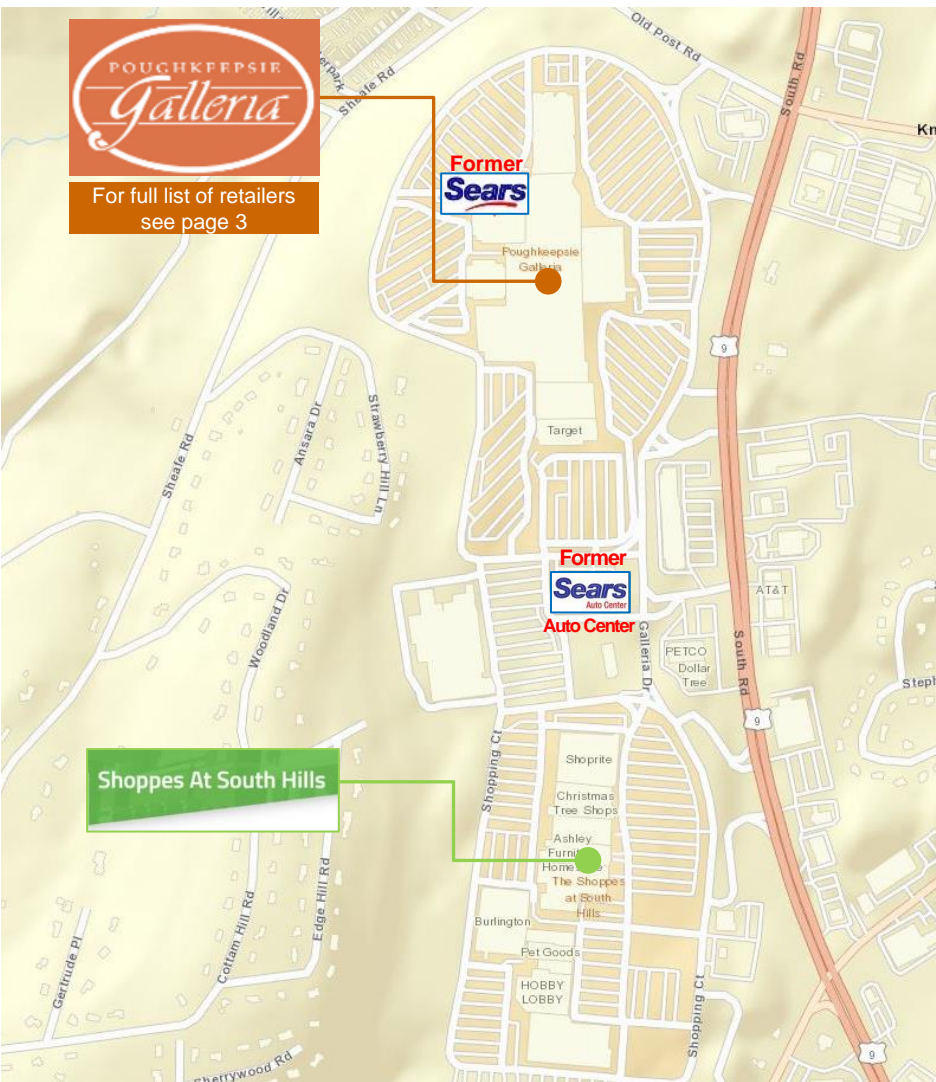 POUGHKEEPSIE
Galleria
For full list of retailers
see page 3
Old Post Rd
Sheafe Rd
South Rd
Former
Sears
Poughkeepsie
Galleria
9
Target
Ansara Dr
Strawberry Hill Ln
Sheafe Rd
Former
Sears
Auto Center
Auto Center
AT&T
Woodland Dr
Galleria Dr
PETCO
Dollar
Tree
South Rd
9
Shopping Ct
Shoppes At South Hills
Shoprite
Christmas
Tree Shops
Ashley
The Shoppes
at South
Hills
Burlington
Pet Goods
HOBBY
LOBBY
Gertrude Pl
Cottam Hill Rd
Edge Hill Rd
Shopping Ct
Sherrywood Rd
9